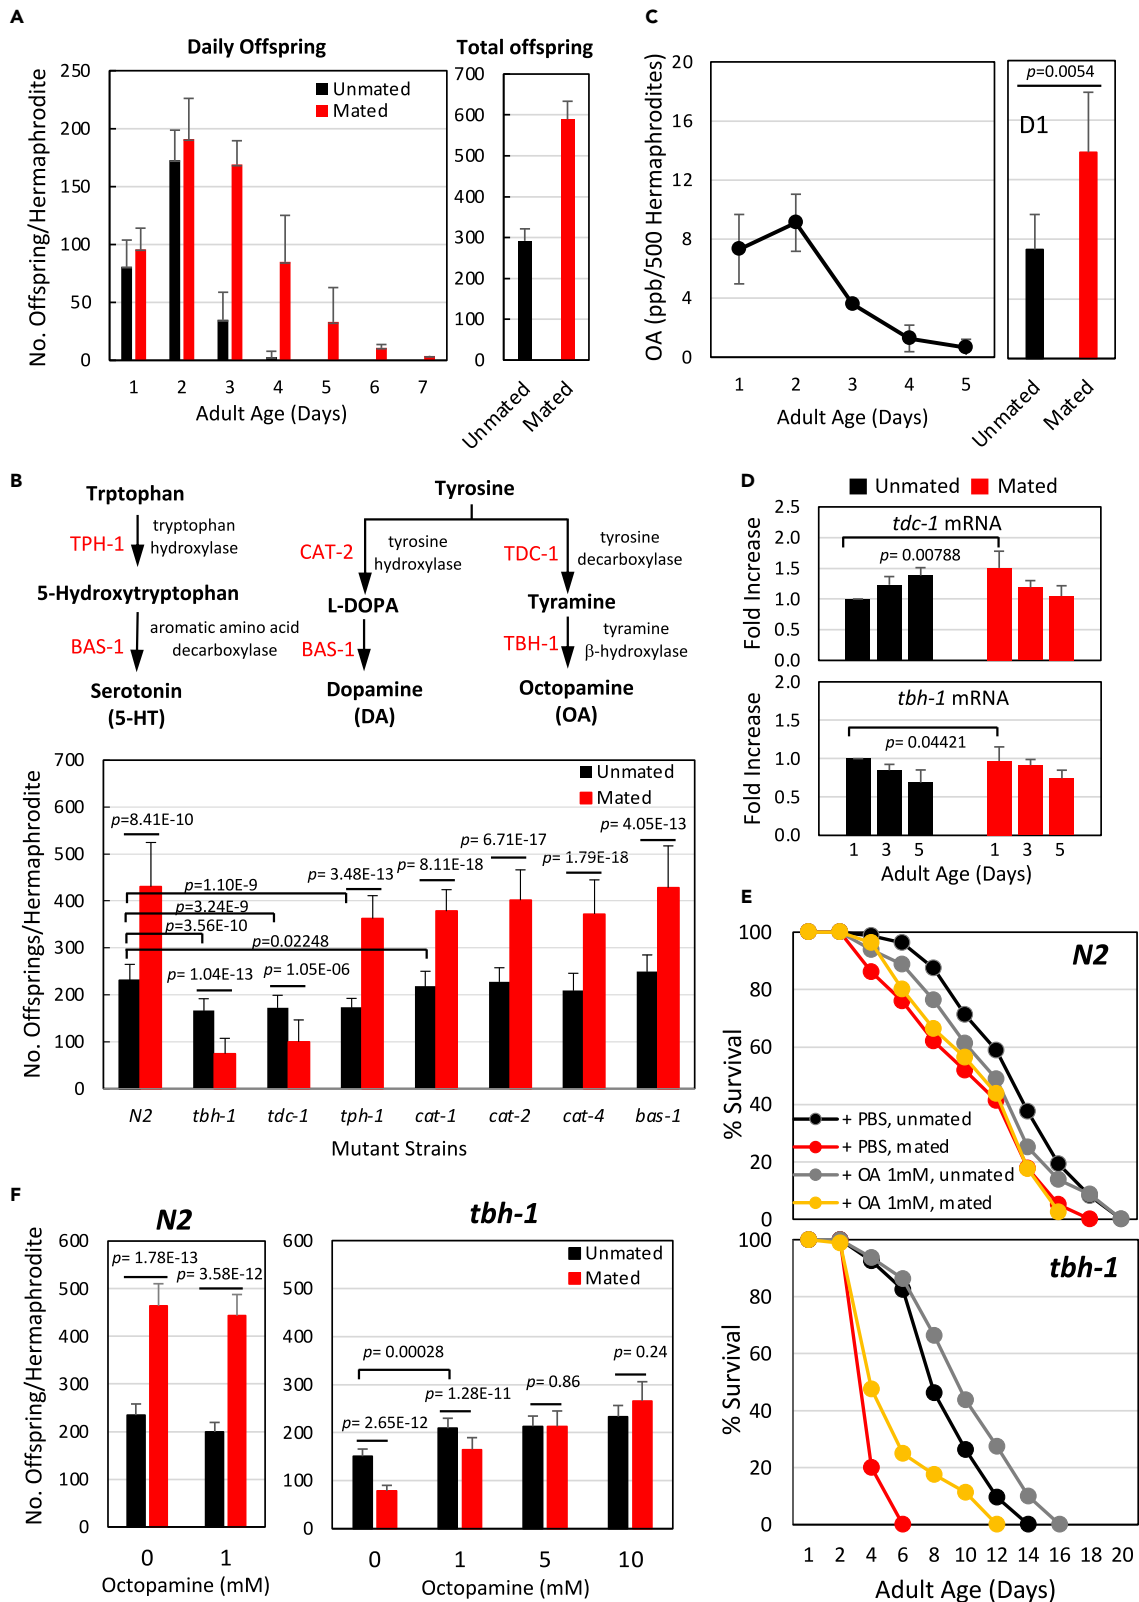 A
Daily Offspring
Total offspring
No. Offspring/Hermaphrodite
250
200
150
100
50
0
Unmated
Mated
1 2 3 4 5 6 7
Adult Age (Days)
700
600
500
400
300
200
100
0
Unmated
Mated
C
OA (ppb/500 Hermaphrodites)
20
16
12
8
4
0
1 2 3 4 5
Adult Age (Days)
p=0.0054
D1
Unmated
Mated
B
Trptophan
TPH-1
tryptophan
hydroxylase
5-Hydroxytryptophan
BAS-1
aromatic amino acid
decarboxylase
Serotonin
(5-HT)
Tyrosine
CAT-2
tyrosine
hydroxylase
L-DOPA
BAS-1
Dopamine
(DA)
TDC-1
tyrosine
decarboxylase
Tyramine
TBH-1
tyramine
β-hydroxylase
Octopamine
(OA)
No. Offsprings/Hermaphrodite
700
600
500
400
300
200
100
0
Unmated
Mated
p=8.41E-10
p=1.10E-9
p=3.24E-9
p=3.56E-10
p=0.02248
p= 1.04E-13
p= 1.05E-06
p= 3.48E-13
p= 8.11E-18
p= 6.71E-17
p= 1.79E-18
p= 4.05E-13
N2 tbh-1 tdc-1 tph-1 cat-1 cat-2 cat-4 bas-1
Mutant Strains
D
Unmated Mated
Fold Increase
2.5
2.0
1.5
1.0
0.5
0.0
tdc-1 mRNA
p= 0.00788
Fold Increase
2.0
1.5
1.0
0.5
0.0
tbh-1 mRNA
p= 0.04421
1 3 5 1 3 5
Adult Age (Days)
E
% Survival
100
80
60
40
20
0
N2
+ PBS, unmated
+ PBS, mated
+ OA 1mM, unmated
+ OA 1mM, mated
% Survival
100
80
60
40
20
0
tbh-1
1 2 4 6 8 10 12 14 16 18 20
Adult Age (Days)
F
N2
No. Offspring/Hermaphrodite
600
500
400
300
200
100
0
p= 1.78E-13
p= 3.58E-12
0 1
Octopamine (mM)
tbh-1
600
500
400
300
200
100
0
Unmated
Mated
p= 0.00028
p= 2.65E-12
p= 1.28E-11
p= 0.86
p= 0.24
0 1 5 10
Octopamine (mM)